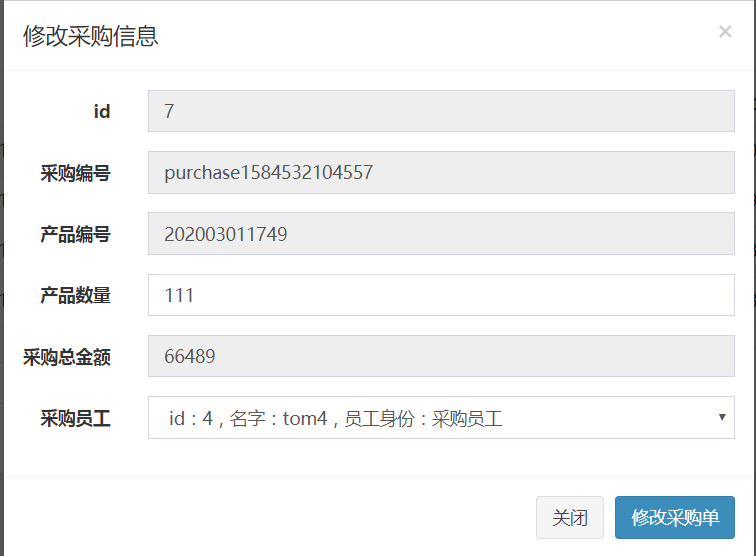 修改采购信息 ×
id 7
采购编号 purchase1584532104557
产品编号 202003011749
产品数量 111
采购总金额 66489
采购员工 id：4，名字：tom4，员工身份：采购员工
关闭 修改采购单